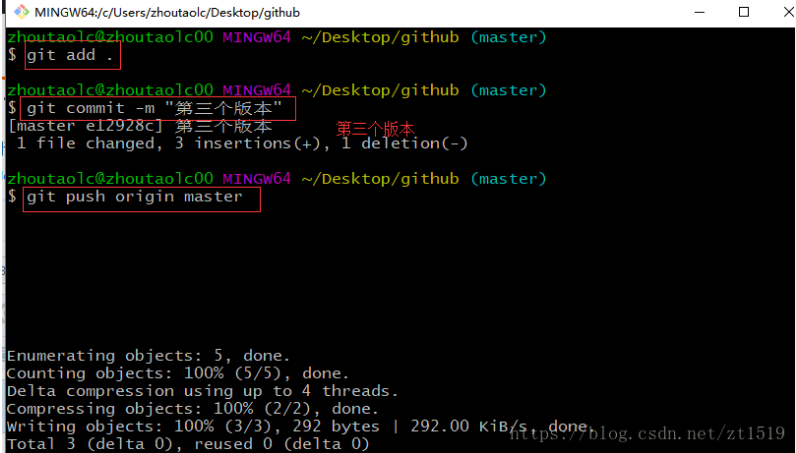 MINGW64:/c/Users/zhoutaolc/Desktop/github
zhoutaolc@zhoutaolc00 MINGW64 ~/Desktop/github (master)
$ git add .
zhoutaolc@zhoutaolc00 MINGW64 ~/Desktop/github (master)
$ git commit -m "第三个版本"
[master e12928c] 第三个版本
第三个版本
1 file changed, 3 insertions(+), 1 deletion(-)
zhoutaolc@zhoutaolc00 MINGW64 ~/Desktop/github (master)
$ git push origin master
Enumerating objects: 5, done.
Counting objects: 100% (5/5), done.
Delta compression using up to 4 threads.
Compressing objects: 100% (2/2), done.
Writing objects: 100% (3/3), 292 bytes | 292.00 KiB/s, done.
Total 3 (delta 0), reused 0 (delta 0)
https://blog.csdn.net/zt1519